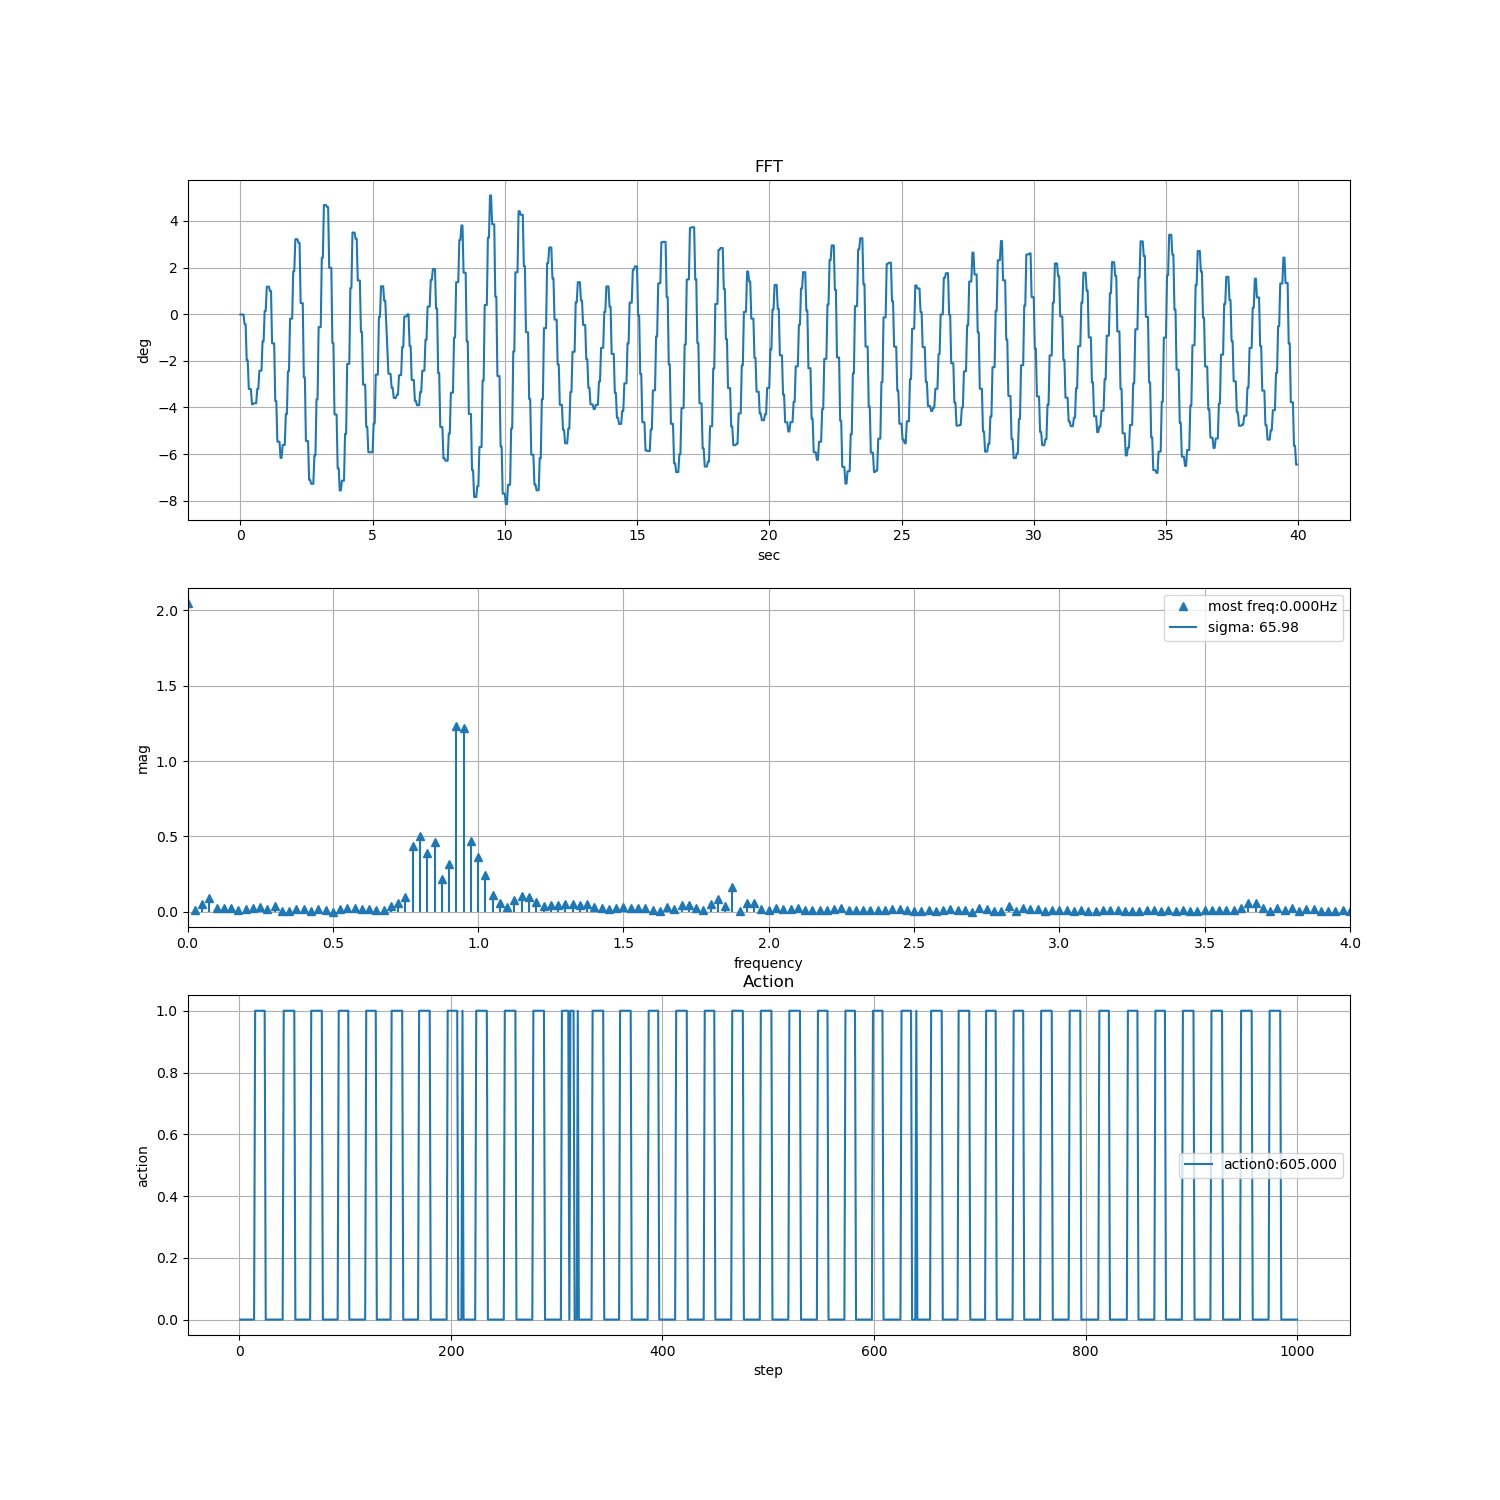 FFT
4
2
0
−2
−4
−6
−8
deg
0 5 10 15 20 25 30 35 40
sec
most freq:0.000Hz
sigma: 65.98
2.0
1.5
1.0
0.5
0.0
mag
0.0 0.5 1.0 1.5 2.0 2.5 3.0 3.5 4.0
frequency
Action
1.0
0.8
0.6
0.4
0.2
0.0
action
action0:605.000
0 200 400 600 800 1000
step